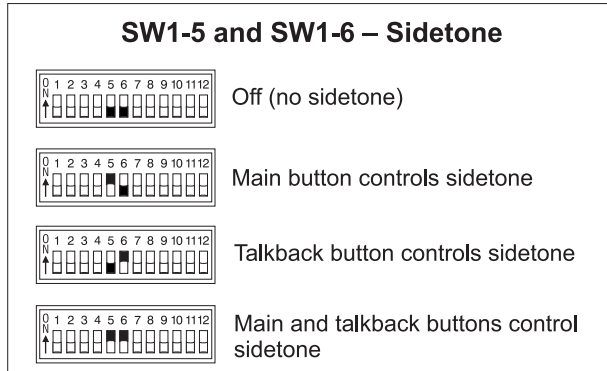 SW1-5 and SW1-6 – Sidetone
O N ↑ 1 2 3 4 5 6 7 8 9 10 11 12
Off (no sidetone)
O N ↑ 1 2 3 4 5 6 7 8 9 10 11 12
Main button controls sidetone
O N ↑ 1 2 3 4 5 6 7 8 9 10 11 12
Talkback button controls sidetone
O N ↑ 1 2 3 4 5 6 7 8 9 10 11 12
Main and talkback buttons control
sidetone